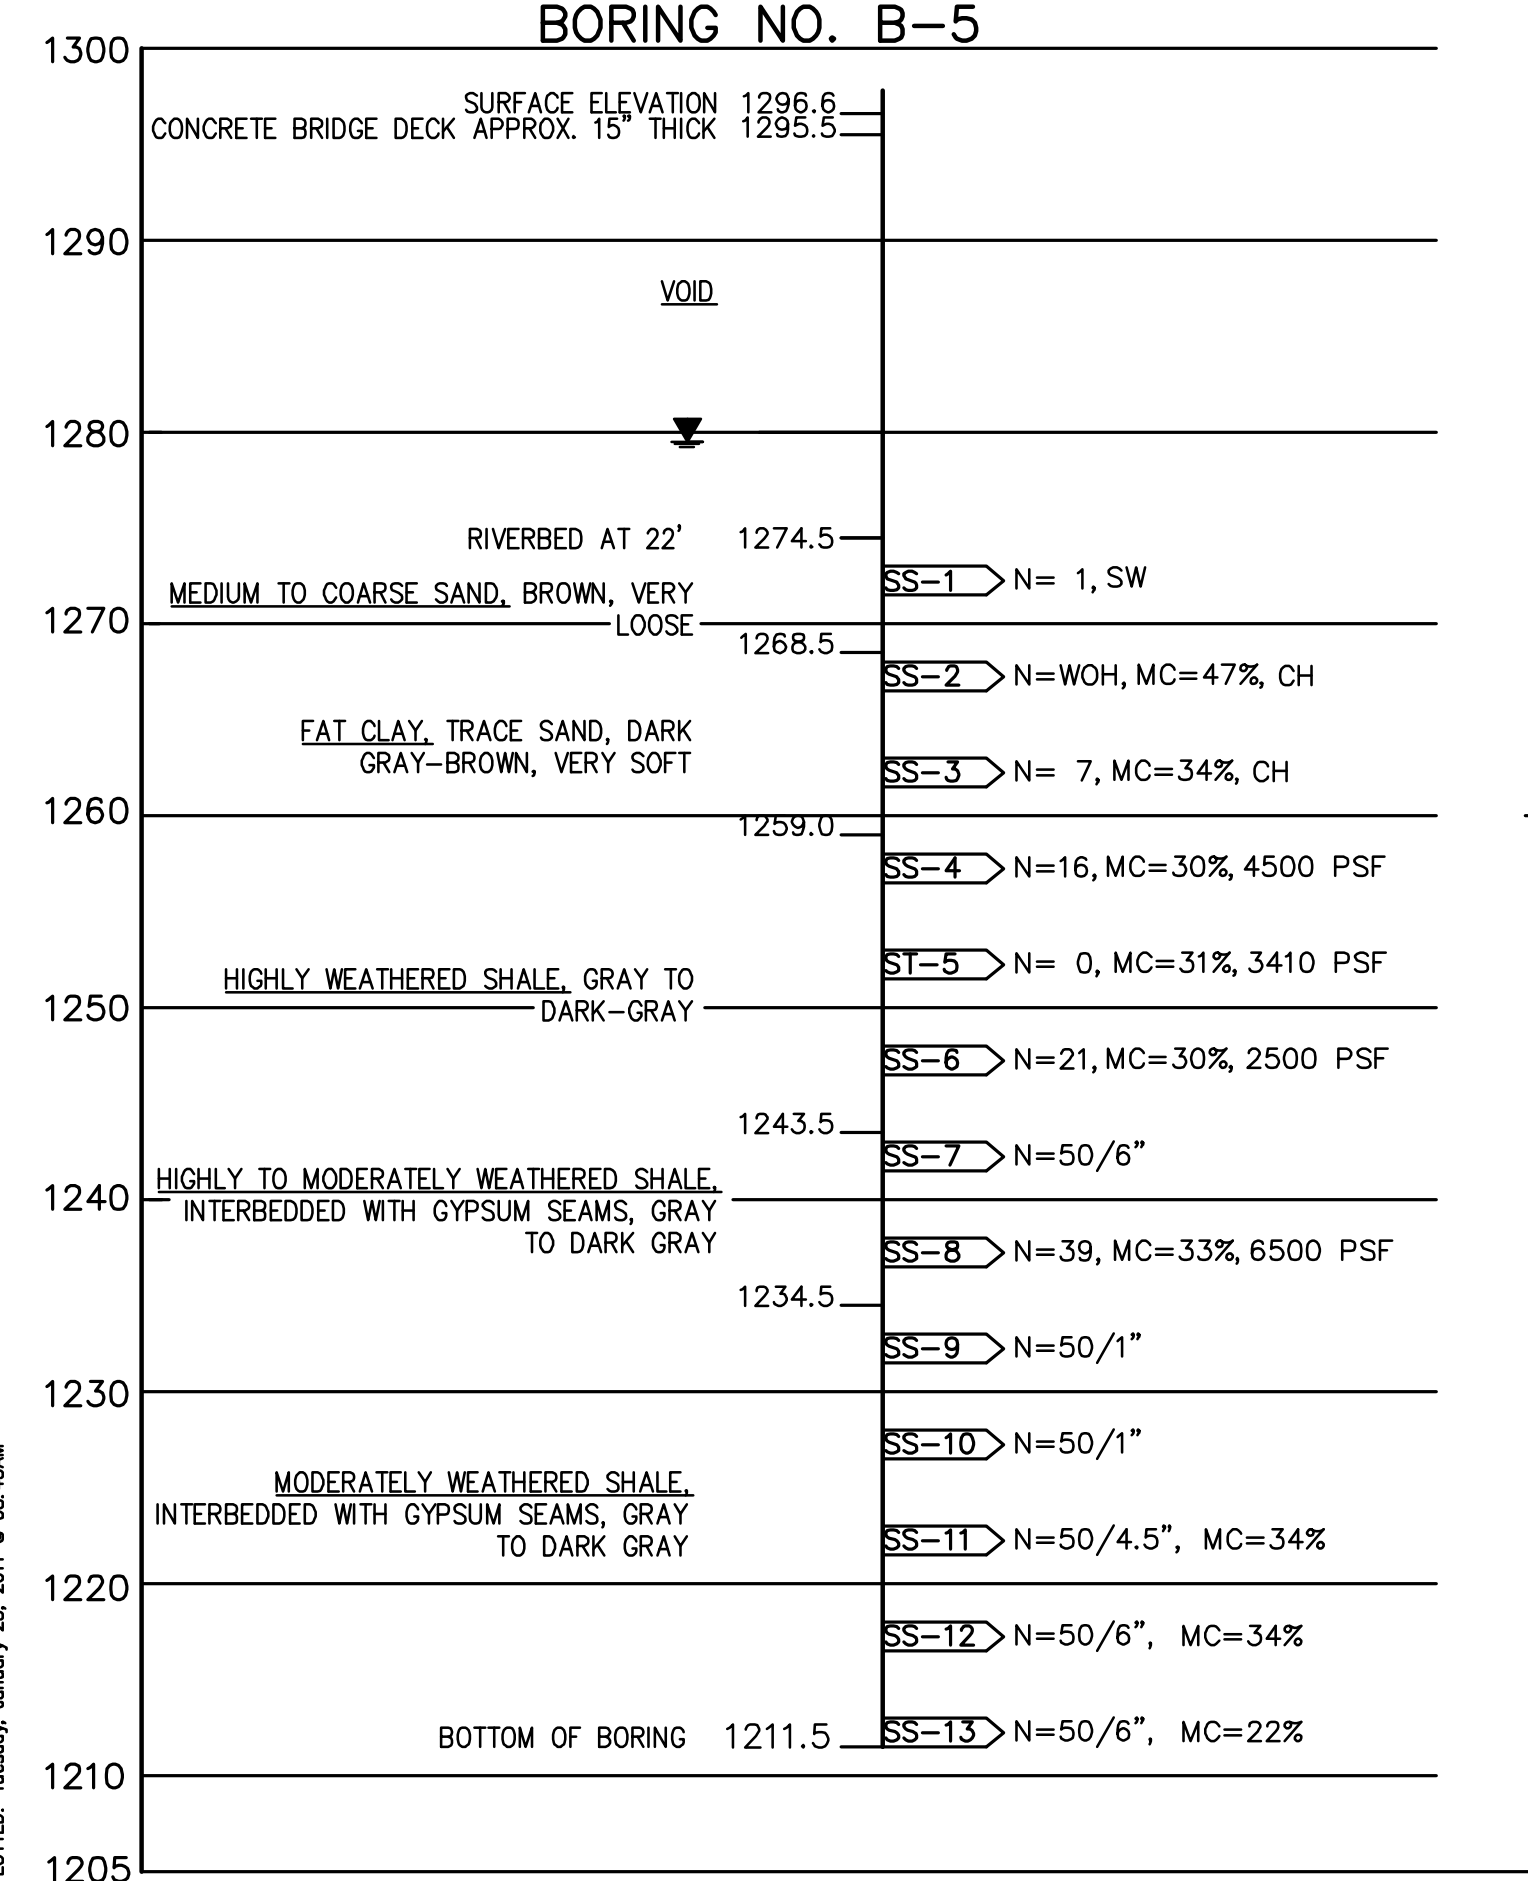 BORING NO. B-5
1300
SURFACE ELEVATION 1296.6
CONCRETE BRIDGE DECK APPROX. 15” THICK 1295.5
1290
VOID
1280
RIVERBED AT 22' 1274.5
SS-1 N= 1, SW
MEDIUM TO COARSE SAND, BROWN, VERY
1270
LOOSE
1268.5
SS-2 N=WOH, MC=47%, CH
FAT CLAY, TRACE SAND, DARK
GRAY-BROWN, VERY SOFT
SS-3 N= 7, MC=34%, CH
1260
1259.0
SS-4 N=16, MC=30%, 4500 PSF
ST-5 N= 0, MC=31%, 3410 PSF
HIGHLY WEATHERED SHALE, GRAY TO
1250
DARK-GRAY
SS-6 N=21, MC=30%, 2500 PSF
1243.5
SS-7 N=50/6”
HIGHLY TO MODERATELY WEATHERED SHALE,
1240
INTERBEDDED WITH GYPSUM SEAMS, GRAY
TO DARK GRAY
SS-8 N=39, MC=33%, 6500 PSF
1234.5
SS-9 N=50/1”
1230
SS-10 N=50/1”
MODERATELY WEATHERED SHALE,
INTERBEDDED WITH GYPSUM SEAMS, GRAY
TO DARK GRAY
SS-11 N=50/4.5”, MC=34%
1220
SS-12 N=50/6”, MC=34%
BOTTOM OF BORING 1211.5
SS-13 N=50/6”, MC=22%
1210
1205